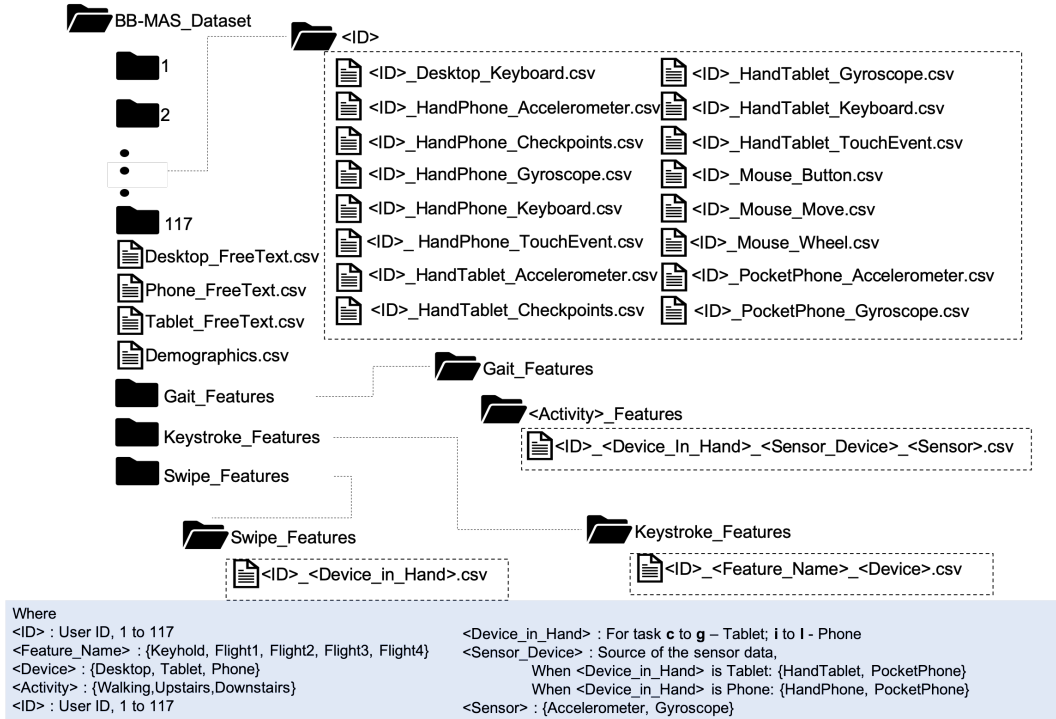 BB-MAS_Dataset
<ID>
1
2
117
Desktop_FreeText.csv
Phone_FreeText.csv
Tablet_FreeText.csv
Demographics.csv
Gait_Features
Keystroke_Features
Swipe_Features
<ID>_Desktop_Keyboard.csv
<ID>_HandPhone_Accelerometer.csv
<ID>_HandPhone_Checkpoints.csv
<ID>_HandPhone_Gyroscope.csv
<ID>_HandPhone_Keyboard.csv
<ID>_ HandPhone_TouchEvent.csv
<ID>_HandTablet_Accelerometer.csv
<ID>_HandTablet_Checkpoints.csv
<ID>_HandTablet_Gyroscope.csv
<ID>_HandTablet_Keyboard.csv
<ID>_HandTablet_TouchEvent.csv
<ID>_Mouse_Button.csv
<ID>_Mouse_Move.csv
<ID>_Mouse_Wheel.csv
<ID>_PocketPhone_Accelerometer.csv
<ID>_PocketPhone_Gyroscope.csv
Gait_Features
<Activity>_Features
<ID>_<Device_In_Hand>_<Sensor_Device>_<Sensor>.csv
Swipe_Features
<ID>_<Device_in_Hand>.csv
Keystroke_Features
<ID>_<Feature_Name>_<Device>.csv
Where
<ID> : User ID, 1 to 117
<Feature_Name> : {Keyhold, Flight1, Flight2, Flight3, Flight4}
<Device> : {Desktop, Tablet, Phone}
<Activity> : {Walking,Upstairs,Downstairs}
<ID> : User ID, 1 to 117
<Device_in_Hand> : For task c to g – Tablet; i to l - Phone
<Sensor_Device> : Source of the sensor data,
When <Device_in_Hand> is Tablet: {HandTablet, PocketPhone}
When <Device_in_Hand> is Phone: {HandPhone, PocketPhone}
<Sensor> : {Accelerometer, Gyroscope}